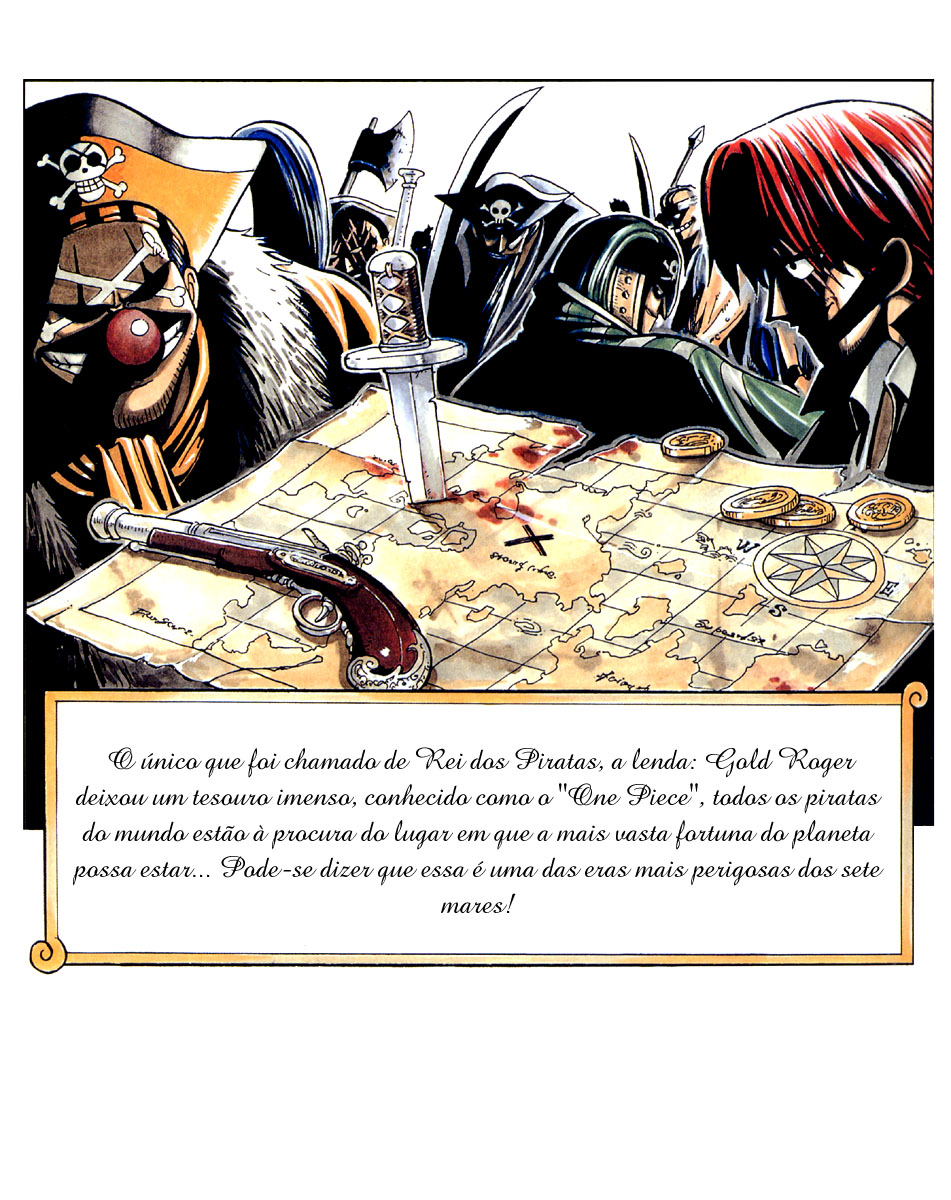 W
E
S
O único que foi chamado de Rei dos Piratas, a lenda: Gold Roger
deixou um tesouro imenso, conhecido como o "One Piece", todos os piratas
do mundo estão à procura do lugar em que a mais vasta fortuna do planeta
possa estar... Pode-se dizer que essa é uma das eras mais perigosas dos sete
mares!